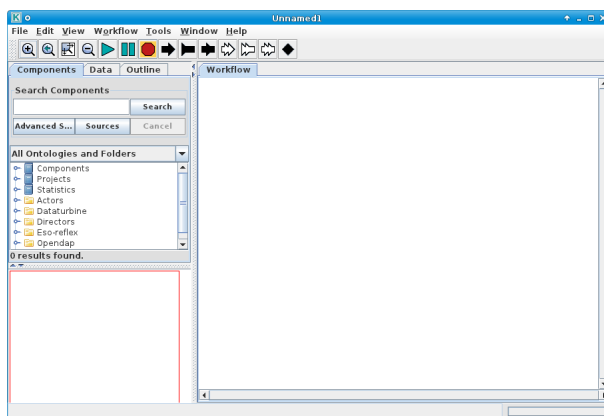 Unnamed1
File Edit View Workflow Tools Window Help
Components Data Outline
Workflow
Search Components
Search
Advanced S... Sources Cancel
All Ontologies and Folders
Components
Projects
Statistics
Actors
Dataturbine
Directors
Eso-reflex
Opendap
0 results found.